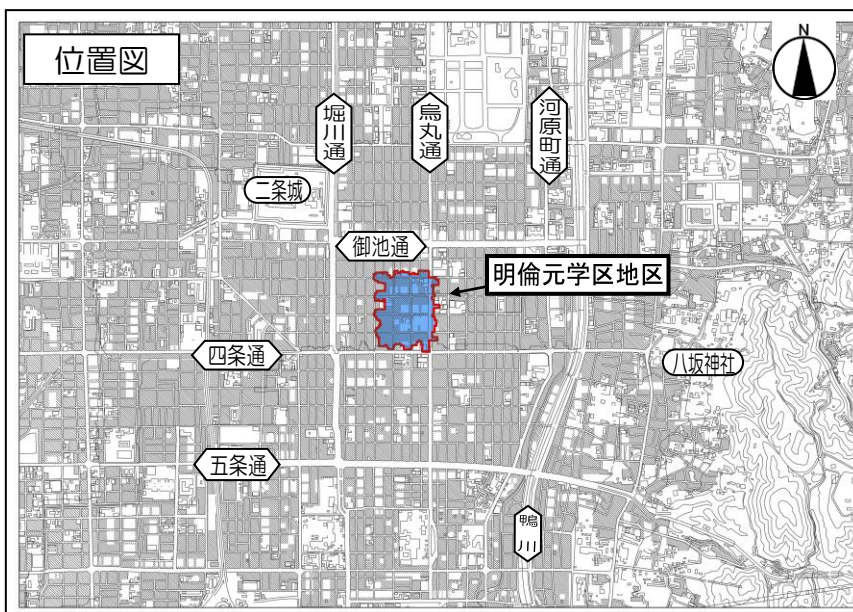 位置図
N
堀川通
烏丸通
河原町通
二条城
御池通
明倫元学区地区
四条通
八坂神社
五条通
鴨川